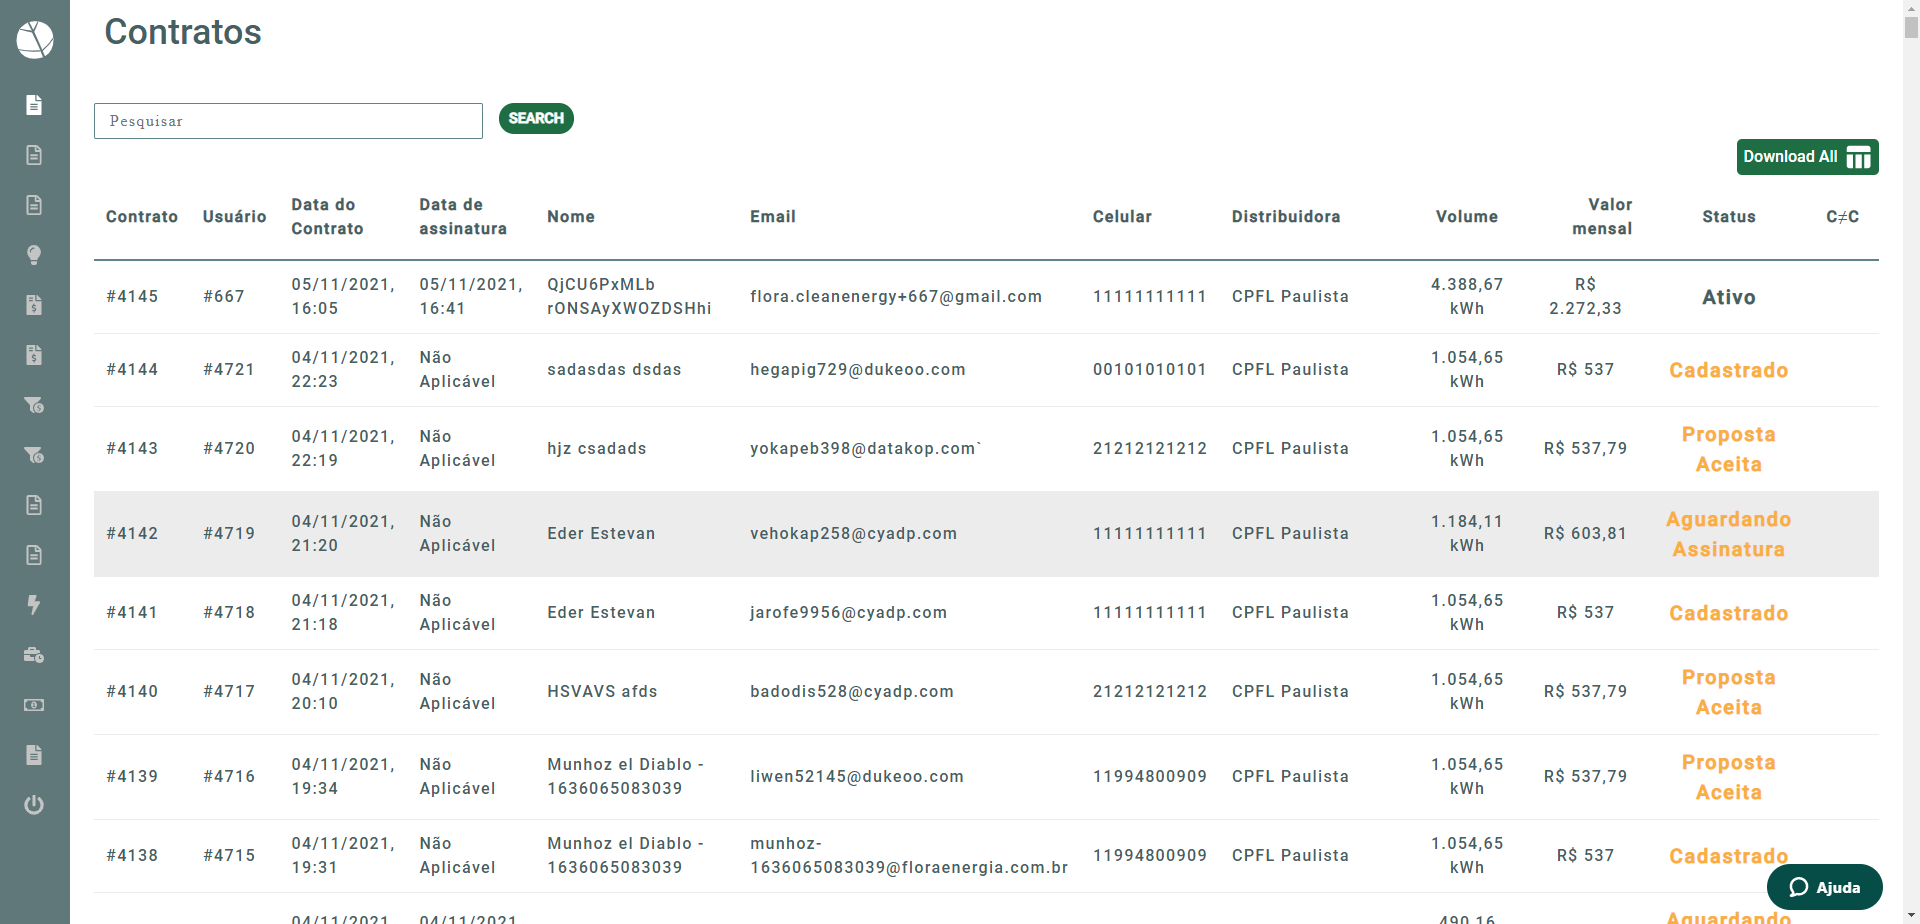 Contratos
Pesquisar
SEARCH
Download All
Contrato Usuário Data do Contrato Data de assinatura Nome Email Celular Distribuidora Volume Valor mensal Status C≠C
#4145 #667 05/11/2021, 16:05 05/11/2021, 16:41 QjCU6PxMLb rONSAyXWOZDSHhi flora.cleanenergy+667@gmail.com 11111111111 CPFL Paulista 4.388,67 kWh R$ 2.272,33 Ativo
#4144 #4721 04/11/2021, 22:23 Não Aplicável sadasdas dsdas hegapig729@dukeoo.com 00101010101 CPFL Paulista 1.054,65 kWh R$ 537 Cadastrado
#4143 #4720 04/11/2021, 22:19 Não Aplicável hjz csadads yokapeb398@datakop.com` 21212121212 CPFL Paulista 1.054,65 kWh R$ 537,79 Proposta Aceita
#4142 #4719 04/11/2021, 21:20 Não Aplicável Eder Estevan vehokap258@cyadp.com 11111111111 CPFL Paulista 1.184,11 kWh R$ 603,81 Aguardando Assinatura
#4141 #4718 04/11/2021, 21:18 Não Aplicável Eder Estevan jarofe9956@cyadp.com 11111111111 CPFL Paulista 1.054,65 kWh R$ 537 Cadastrado
#4140 #4717 04/11/2021, 20:10 Não Aplicável HSVAVS afds badodis528@cyadp.com 21212121212 CPFL Paulista 1.054,65 kWh R$ 537,79 Proposta Aceita
#4139 #4716 04/11/2021, 19:34 Não Aplicável Munhoz el Diablo - 1636065083039 liwen52145@dukeoo.com 11994800909 CPFL Paulista 1.054,65 kWh R$ 537,79 Proposta Aceita
#4138 #4715 04/11/2021, 19:31 Não Aplicável Munhoz el Diablo - 1636065083039 munhoz-1636065083039@floraenergia.com.br 11994800909 CPFL Paulista 1.054,65 kWh R$ 537 Cadastrado
04/11/2021, 04/11/2021, 490,16 Aguardando
Ajuda